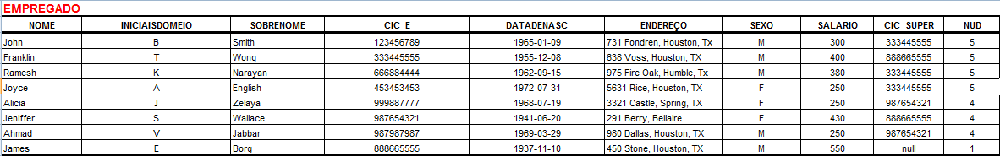 EMPREGADO
NOME INICIAISDOMEIO SOBRENOME CIC_E DATADENASC ENDEREÇO SEXO SALARIO CIC_SUPER NUD
John B Smith 123456789 1965-01-09 731 Fondren, Houston, Tx M 300 333445555 5
Franklin T Wong 333445555 1955-12-08 638 Voss, Houston, TX M 400 888665555 5
Ramesh K Narayan 666884444 1962-09-15 975 Fire Oak, Humble, Tx M 380 333445555 5
Joyce A English 453453453 1972-07-31 5631 Rice, Houston, TX F 250 333445555 5
Alicia J Zelaya 999887777 1968-07-19 3321 Castle, Spring, TX F 250 987654321 4
Jeniffer S Wallace 987654321 1941-06-20 291 Berry, Bellaire F 430 888665555 4
Ahmad V Jabbar 987987987 1969-03-29 980 Dallas, Houston, TX M 250 987654321 4
James E Borg 888665555 1937-11-10 450 Stone, Houston, TX M 550 null 1